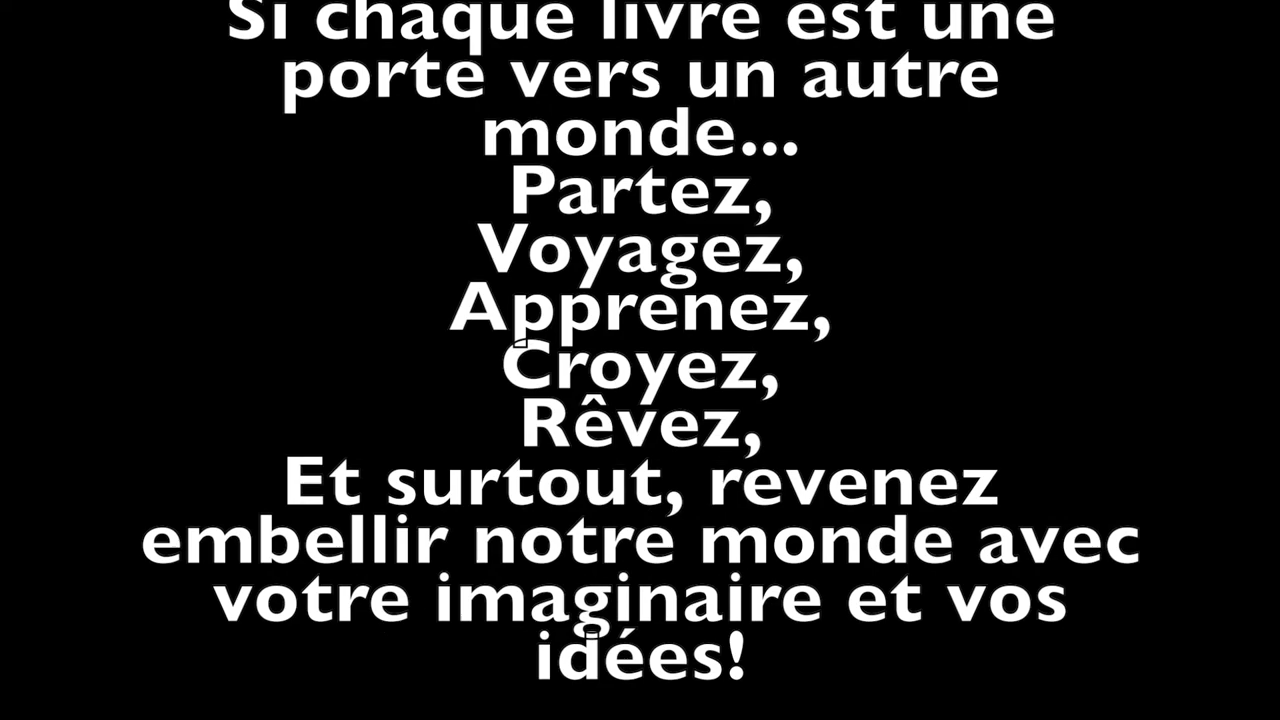 Si chaque livre est une
porte vers un autre
monde...
Partez,
Voyagez,
Apprenez,
Croyez,
Rêvez,
Et surtout, revenez
embellir notre monde avec
votre imaginaire et vos
idées!